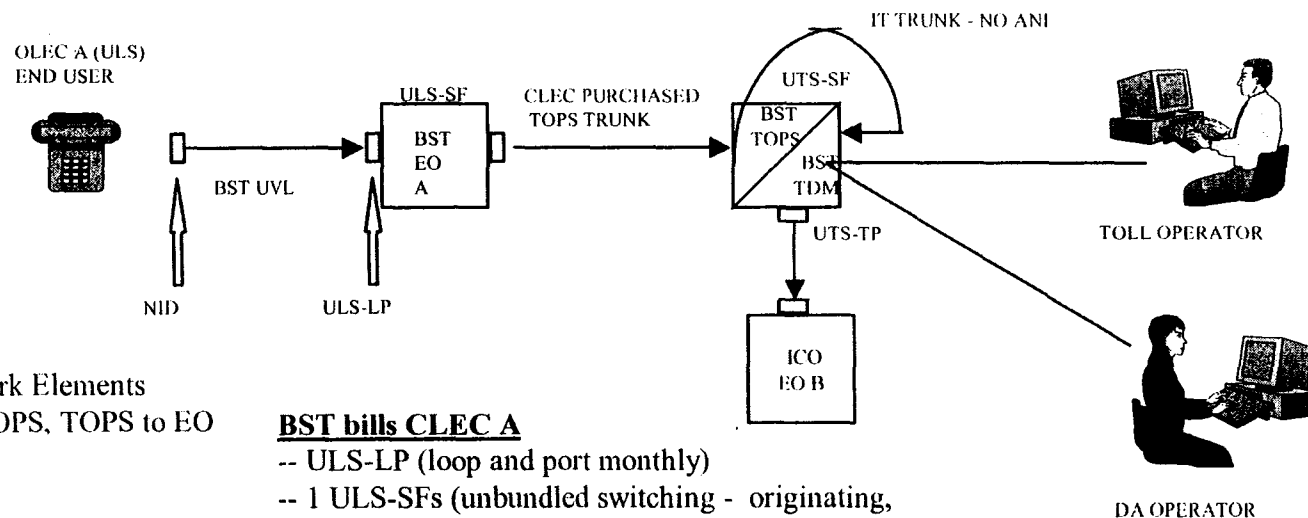 IT TRUNK - NO ANI
OLEC A (ULS)
END USER
ULS-SF
CLEC PURCHASED
TOPS TRUNK
UTS-SF
BST
EO
A
BST
TOPS
BST
TDM
BST UVL
UTS-TP
TOLL OPERATOR
NID
ULS-LP
ICO
EO B
rk Elements
OPS, TOPS to EO
BST bills CLEC A
-- ULS-LP (loop and port monthly)
-- 1 ULS-SFs (unbundled switching - originating,
DA OPERATOR